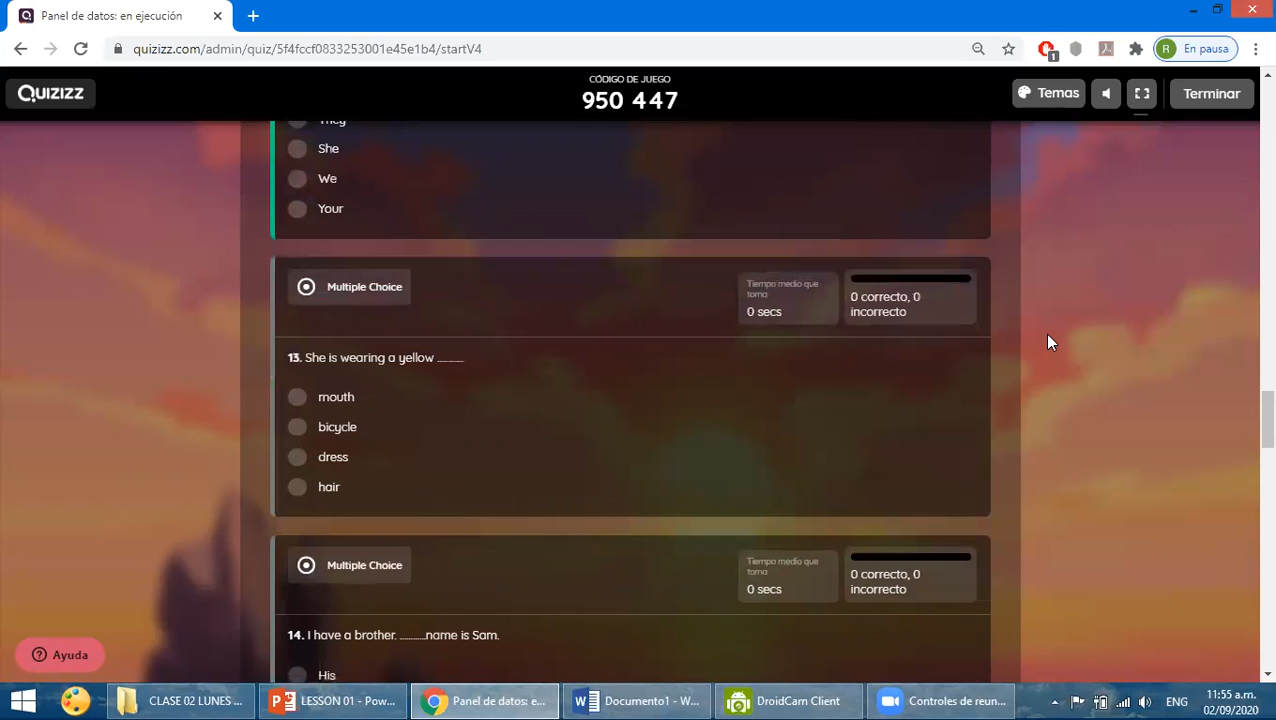 Panel de datos: en ejecución
quizizz.com/admin/quiz/5f4fccf0833253001e45e1b4/startV4
1
R En pausa
Quizizz
CÓDIGO DE JUEGO
950 447
Temas
Terminar
They
She
We
Your
Multiple Choice
Tiempo medio que
toma
0 secs
0 correcto, 0
incorrecto
13. She is wearing a yellow ..........
mouth
bicycle
dress
hair
Multiple Choice
Tiempo medio que
toma
0 secs
0 correcto, 0
incorrecto
14. I have a brother. ..........name is Sam.
His
Ayuda
CLASE 02 LUNES ...
LESSON 01 - Pow...
Panel de datos: e...
Documento1 - W...
DroidCam Client
Controles de reun...
ENG
11:55 a.m.
02/09/2020